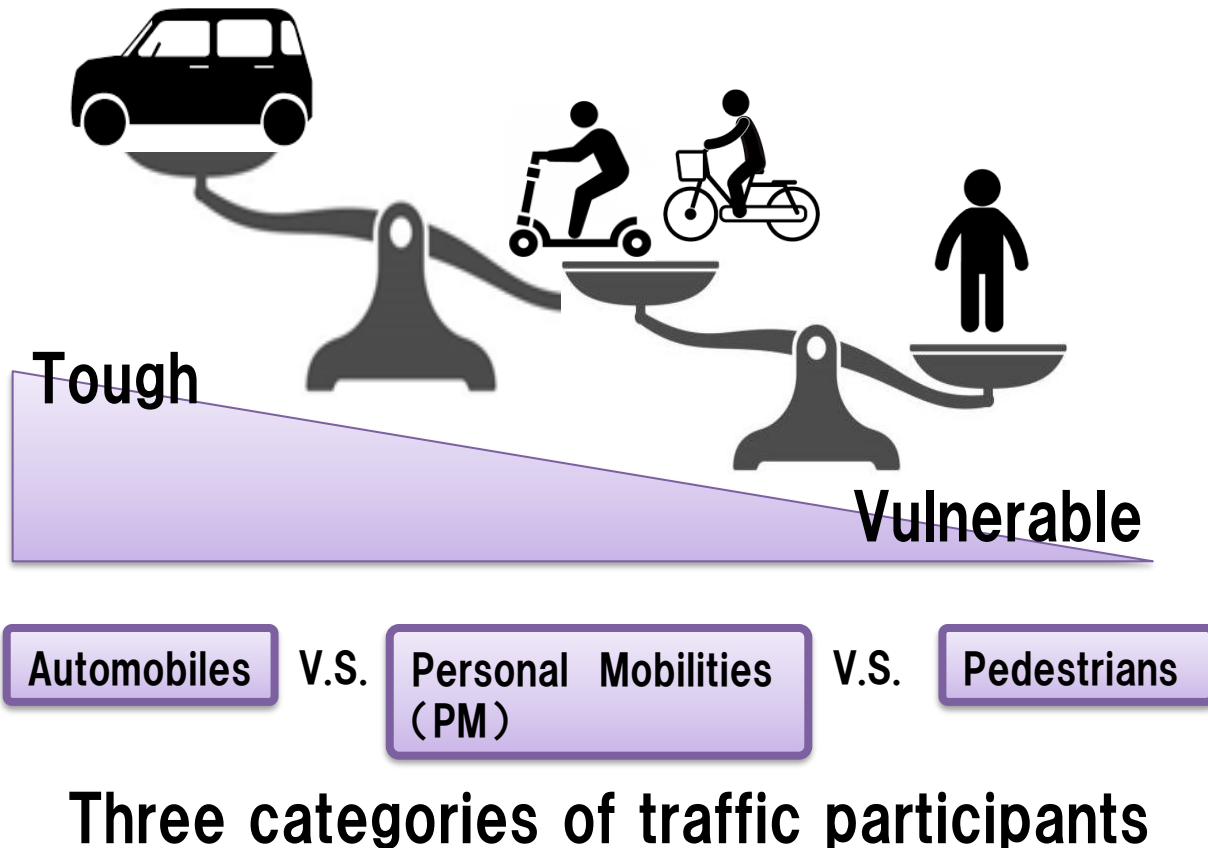 Tough
Vulnerable
Automobiles V.S. Personal Mobilities V.S. Pedestrians
(PM)
Three categories of traffic participants